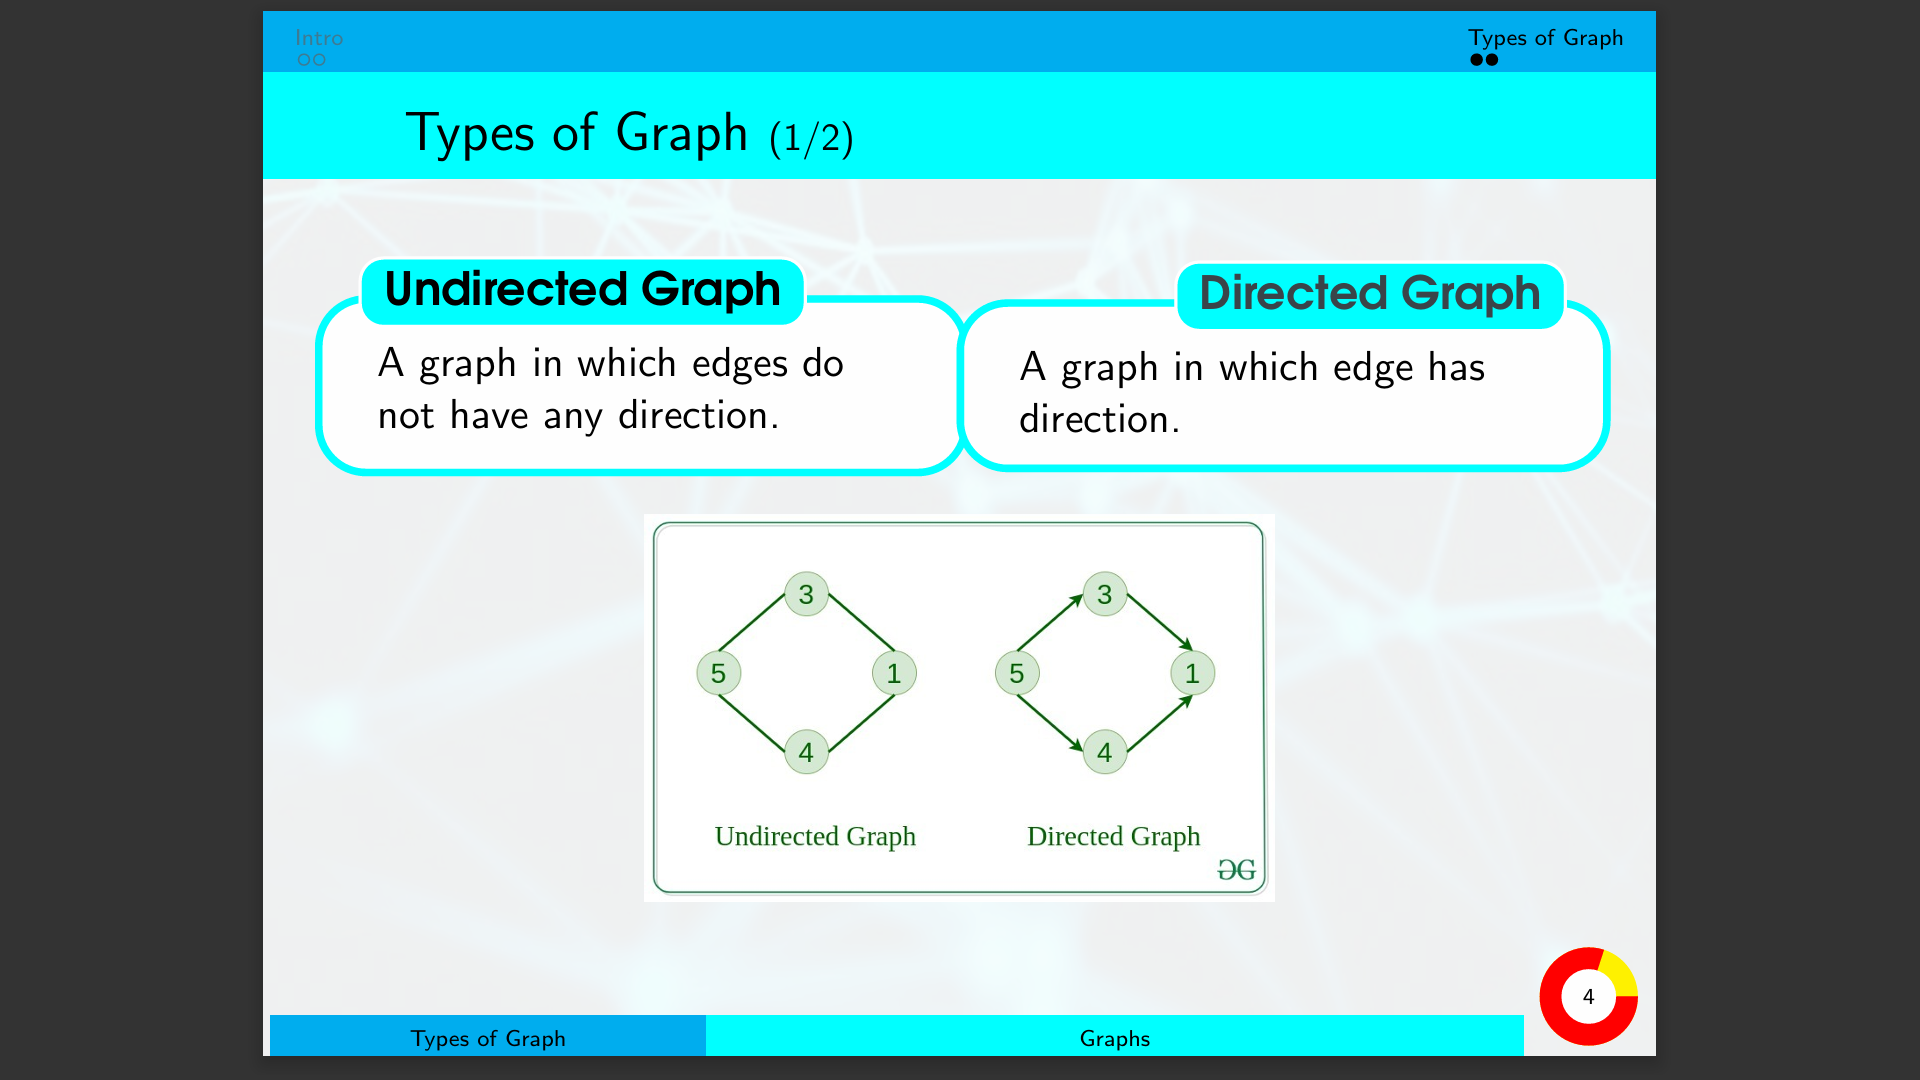 Intro
Types of Graph
Types of Graph (1/2)
Undirected Graph
A graph in which edges do
not have any direction.
Directed Graph
A graph in which edge has
direction.
3
5
1
4
Undirected Graph
3
5
1
4
Directed Graph
4
Types of Graph
Graphs